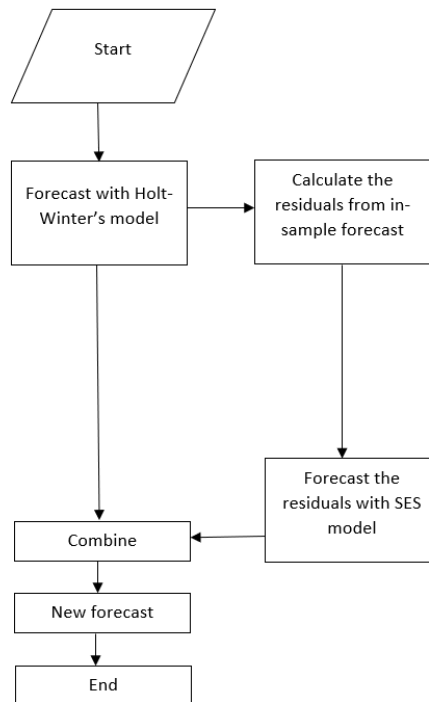 Start
Forecast with Holt-
Winter's model
Calculate the
residuals from in-
sample forecast
Forecast the
residuals with SES
model
Combine
New forecast
End